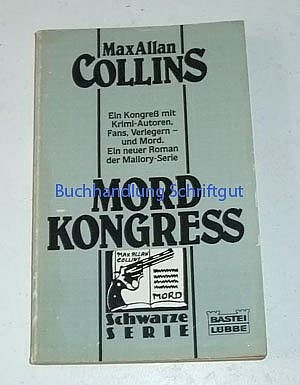 Max Allan
COLLINS
Ein Kongreß mit
Krimi-Autoren,
Fans, Verlegern –
und Mord.
Ein neuer Roman
der Mallory-Serie
Buchhandlung Schriftgut
MORD
KONGRESS
MAX ALLAN
COLLINS
MORD
Schwarze
SERIE
BASTEI
LÜBBE